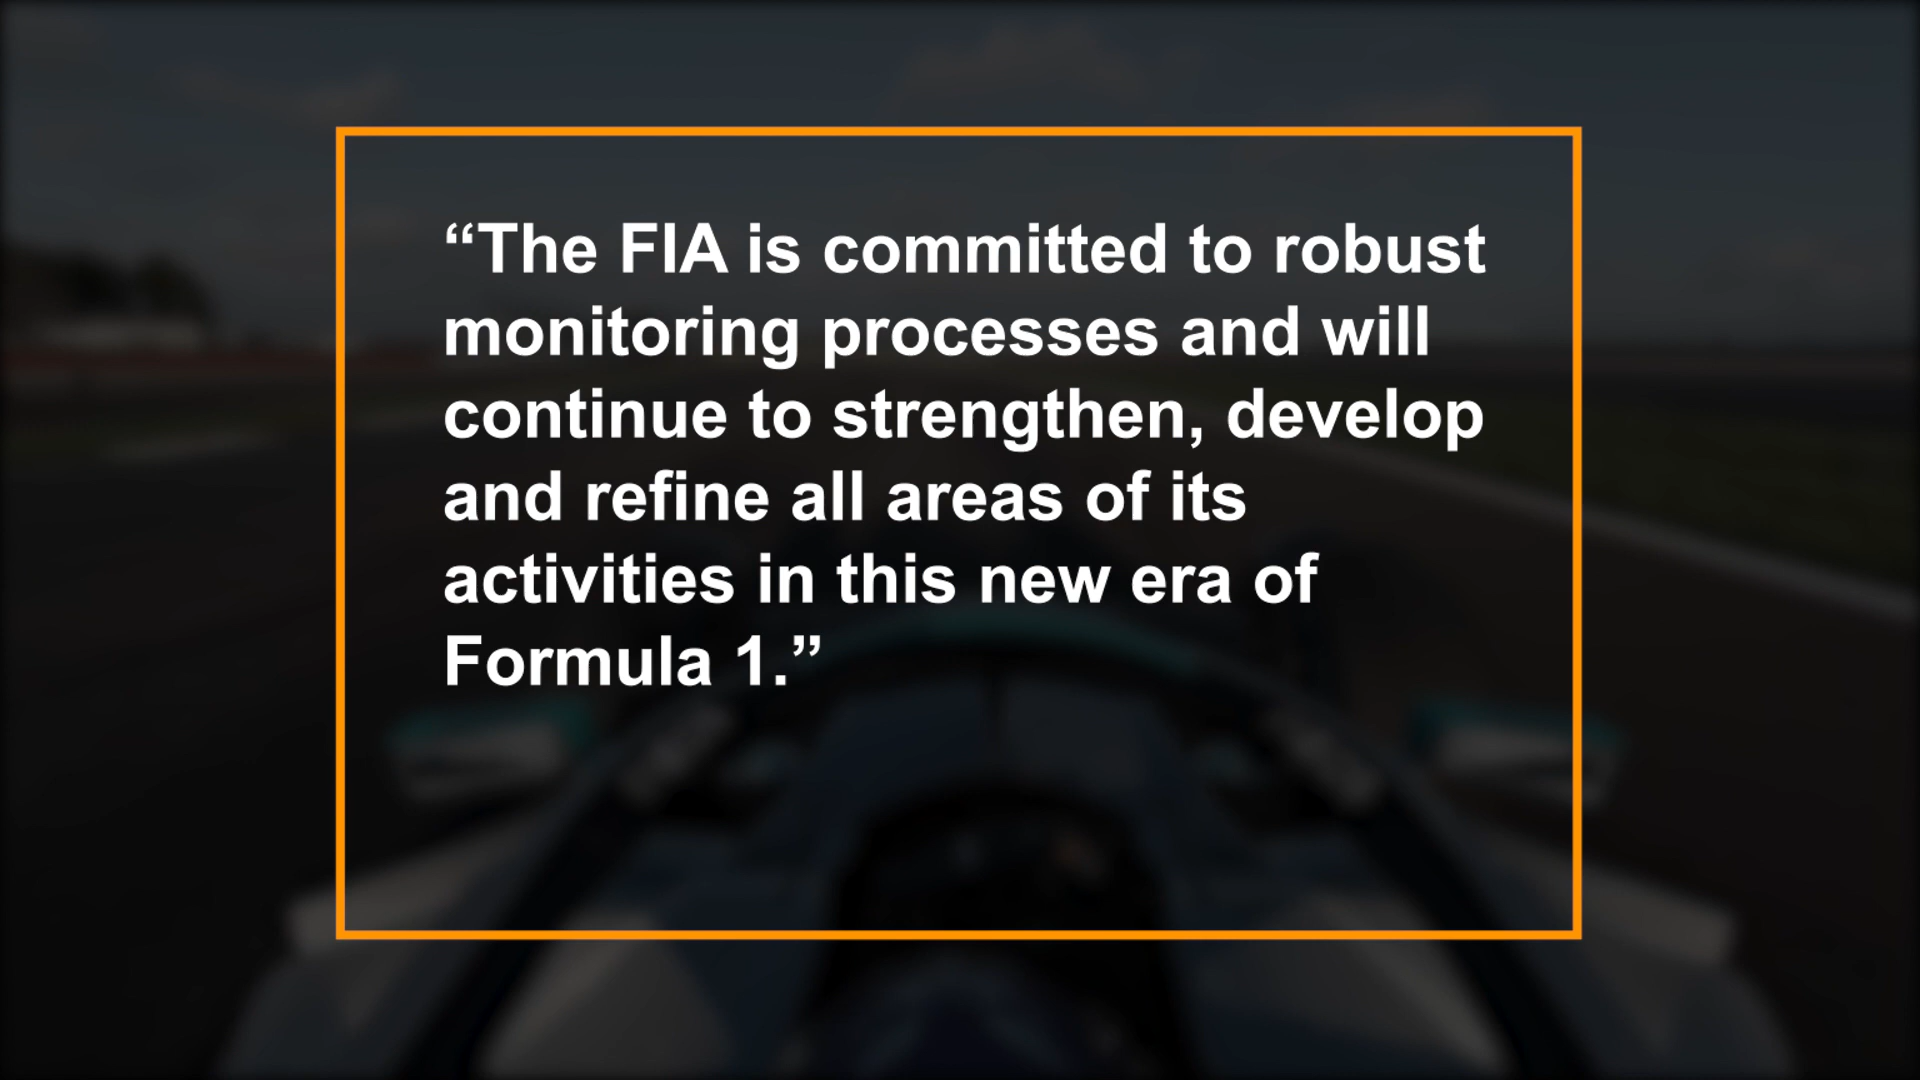 “The FIA is committed to robust
monitoring processes and will
continue to strengthen, develop
and refine all areas of its
activities in this new era of
Formula 1.”